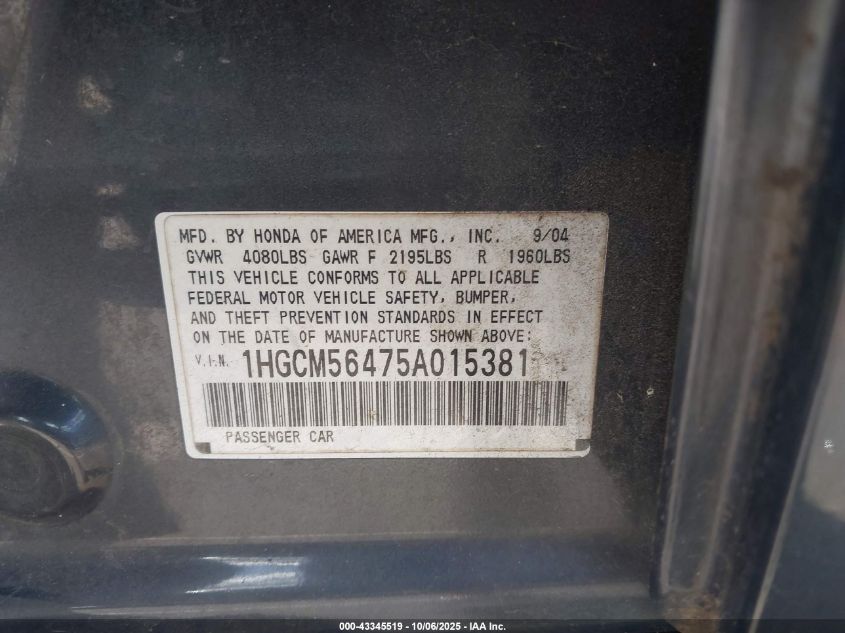 MFD. BY HONDA OF AMERICA MFG., INC. 9/04
GVWR 4080LBS GAWR F 2195LBS R 1960LBS
THIS VEHICLE CONFORMS TO ALL APPLICABLE
FEDERAL MOTOR VEHICLE SAFETY, BUMPER,
AND THEFT PREVENTION STANDARDS IN EFFECT
ON THE DATE OF MANUFACTURE SHOWN ABOVE:
V.I.N. 1HGCM56475A015381
PASSENGER CAR
000-43345519 - 10/06/2025 - IAA Inc.